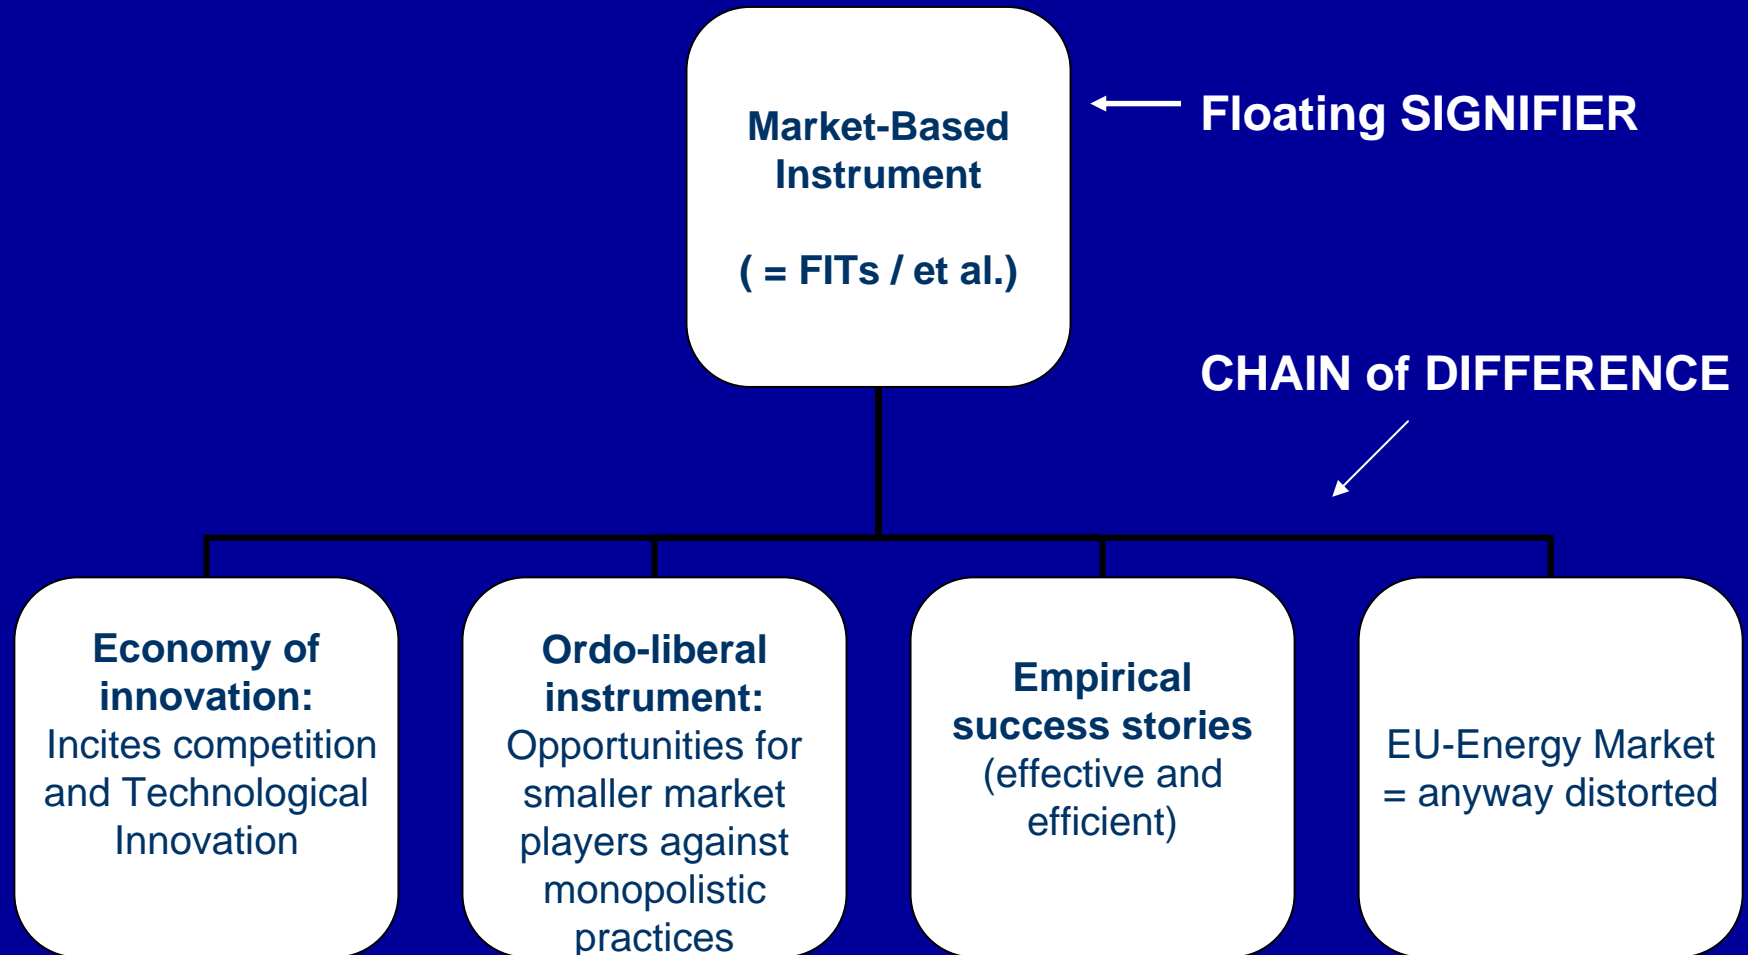 Market-Based
Instrument
( = FITs / et al.)
Floating SIGNIFIER
CHAIN of DIFFERENCE
Economy of
innovation:
Incites competition
and Technological
Innovation
Ordo-liberal
instrument:
Opportunities for
smaller market
players against
monopolistic
practices
Empirical
success stories
(effective and
efficient)
EU-Energy Market
= anyway distorted